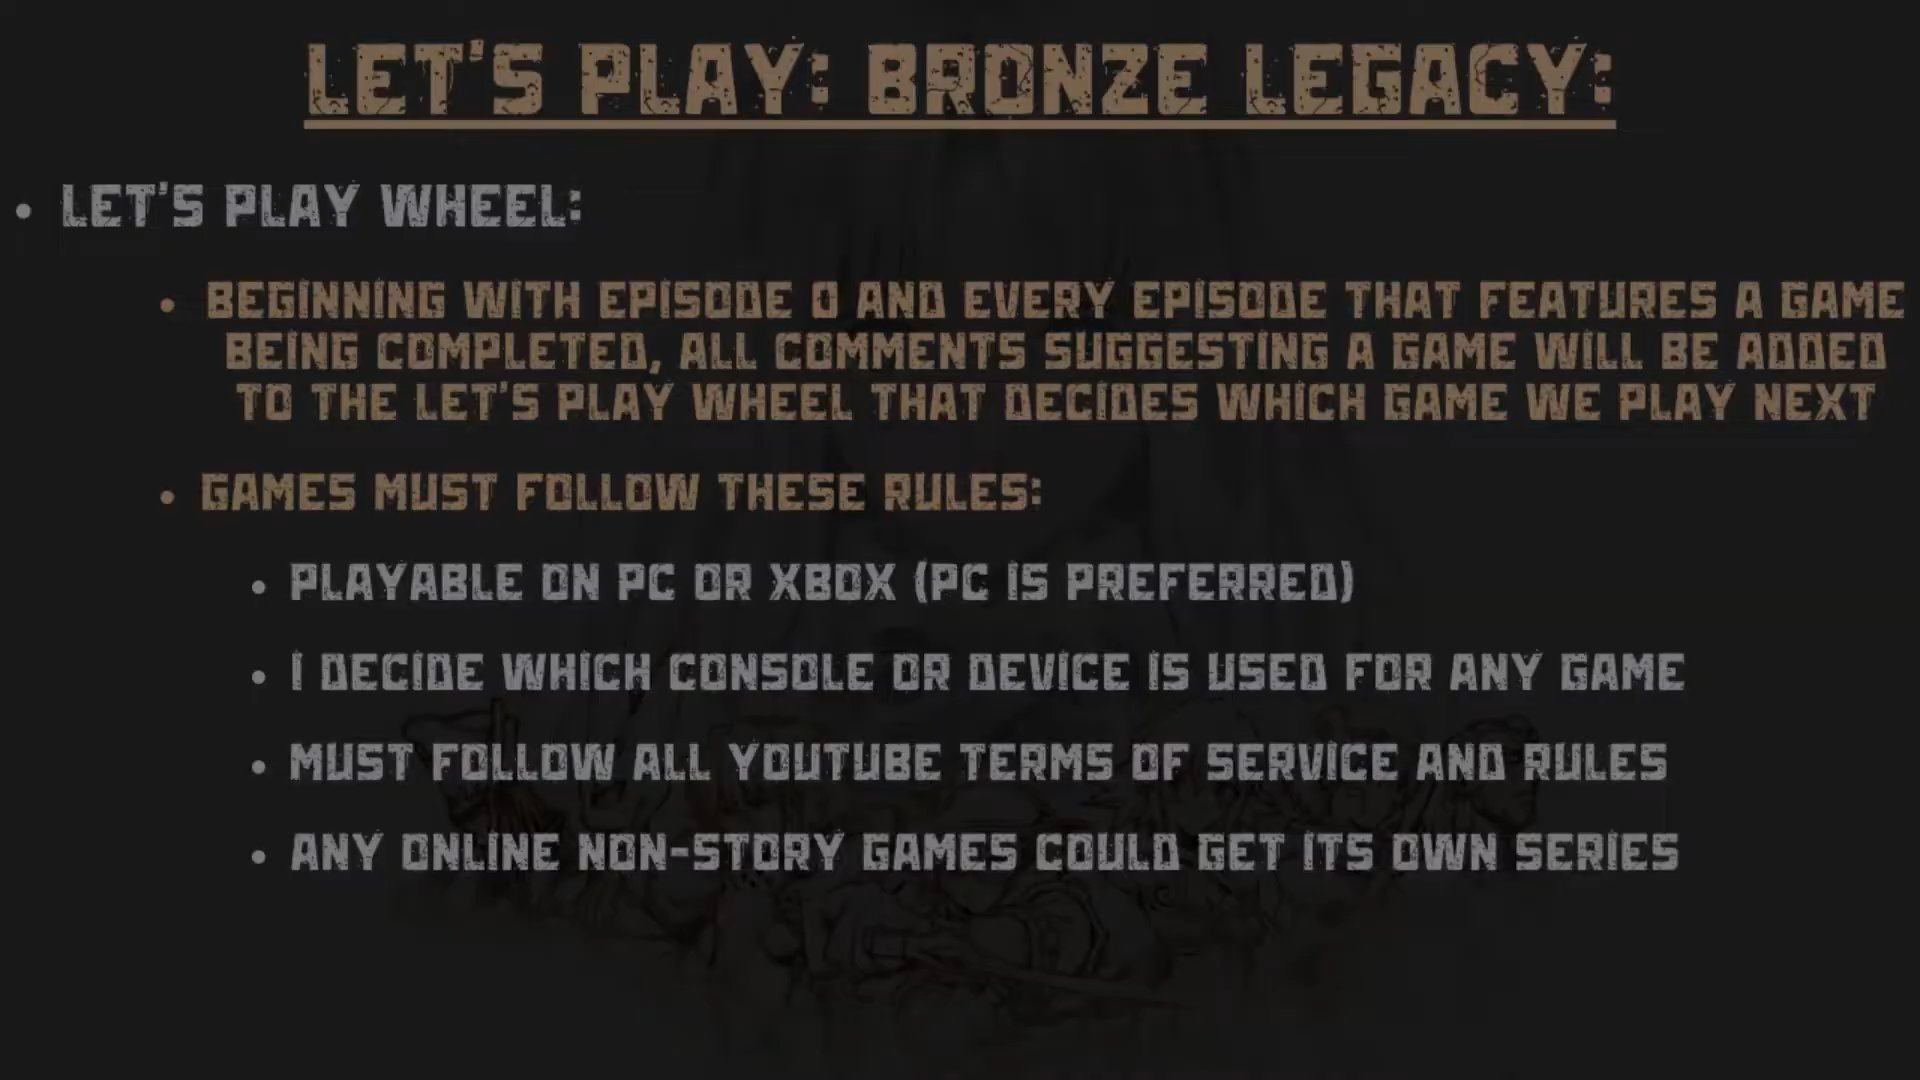 LET'S PLAY: BRONZE LEGACY:
• LET'S PLAY WHEEL:
• BEGINNING WITH EPISODE 0 AND EVERY EPISODE THAT FEATURES A GAME
BEING COMPLETED, ALL COMMENTS SUGGESTING A GAME WILL BE ADDED
TO THE LET'S PLAY WHEEL THAT DECIDES WHICH GAME WE PLAY NEXT
• GAMES MUST FOLLOW THESE RULES:
• PLAYABLE ON PC OR XBOX (PC IS PREFERRED)
• I DECIDE WHICH CONSOLE OR DEVICE IS USED FOR ANY GAME
• MUST FOLLOW ALL YOUTUBE TERMS OF SERVICE AND RULES
• ANY ONLINE NON-STORY GAMES COULD GET ITS OWN SERIES